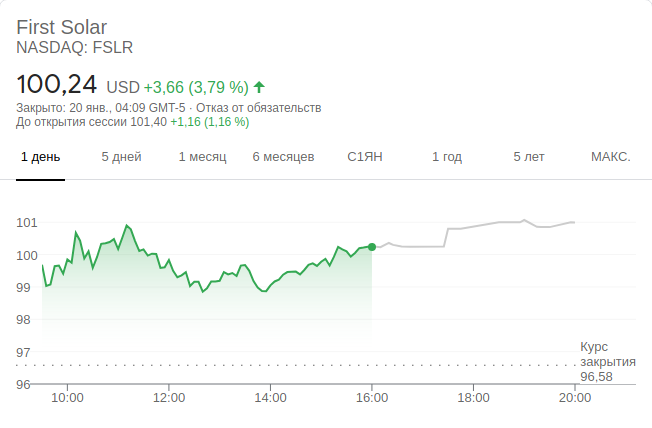 First Solar
NASDAQ: FSLR
100,24 USD +3,66 (3,79 %)
Закрыто: 20 янв., 04:09 GMT-5 · Отказ от обязательств
До открытия сессии 101,40 +1,16 (1,16 %)
1 день 5 дней 1 месяц 6 месяцев С1ЯН 1 год 5 лет МАКС.
101
100
99
98
97
Курс
закрытия
96,58
96
10:00 12:00 14:00 16:00 18:00 20:00